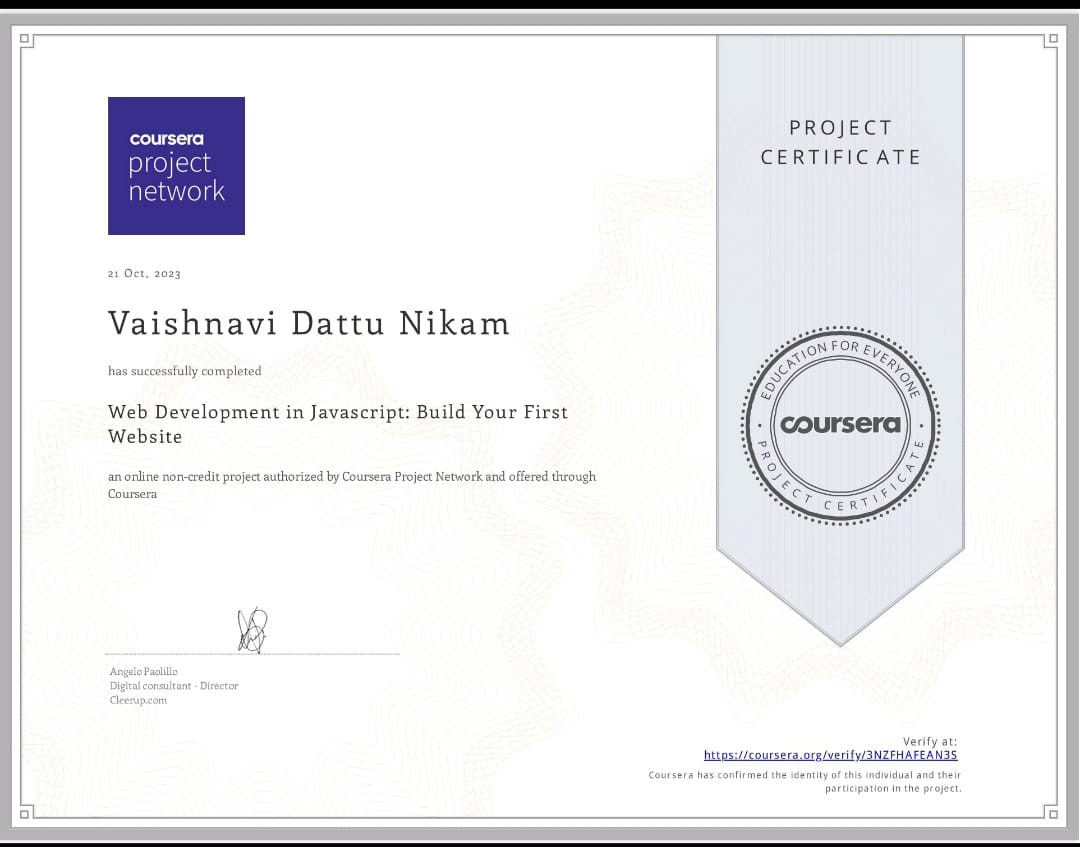 coursera
project
network
PROJECT
CERTIFICATE
21 Oct, 2023
Vaishnavi Dattu Nikam
has successfully completed
Web Development in Javascript: Build Your First
Website
an online non-credit project authorized by Coursera Project Network and offered through
Coursera
EDUCATION FOR EVERYONE
coursera
PROJECT CERTIFICATE
Angelo Paolillo
Digital consultant - Director
Cleerup.com
Verify at:
https://coursera.org/verify/3NZFHAFEAN3S
Coursera has confirmed the identity of this individual and their
participation in the project.